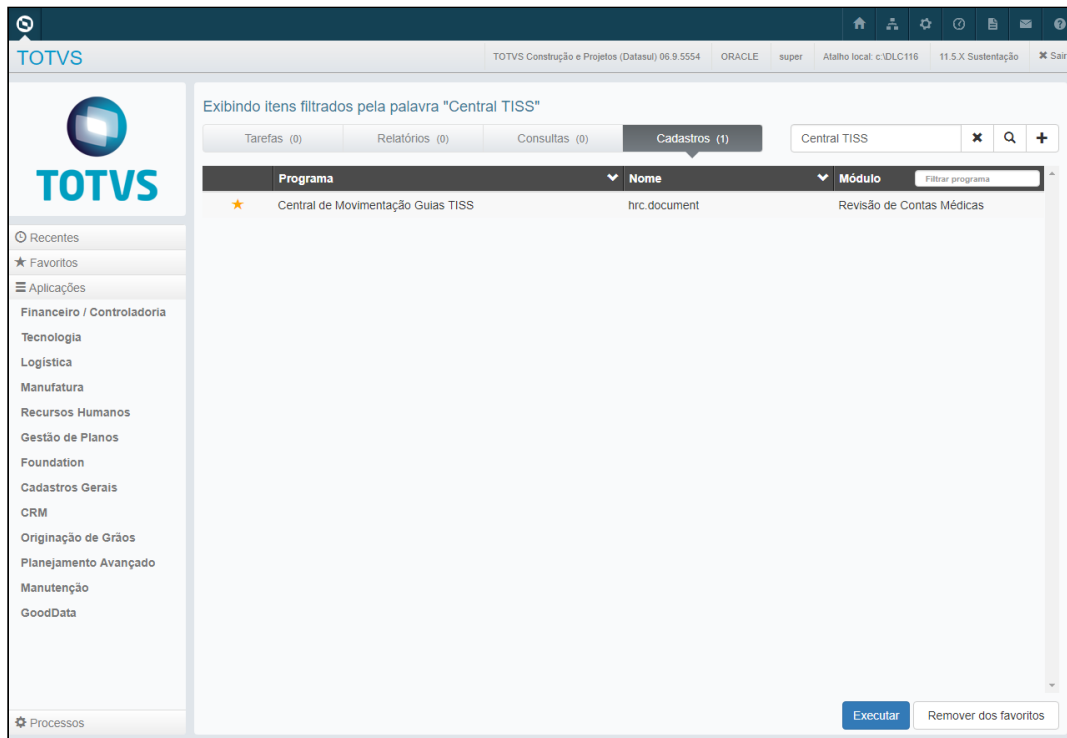 TOTVS
TOTVS Construção e Projetos (Datasul) 06.9.5554
ORACLE
super
Atalho local: c:\DLC116
11.5.X Sustentação
Sair
TOTVS
Recentes
Favoritos
Aplicações
Financeiro / Controladoria
Tecnologia
Logística
Manufatura
Recursos Humanos
Gestão de Planos
Foundation
Cadastros Gerais
CRM
Originação de Grãos
Planejamento Avançado
Manutenção
GoodData
Processos
Exibindo itens filtrados pela palavra "Central TISS"
Tarefas (0)
Relatórios (0)
Consultas (0)
Cadastros (1)
Central TISS
Programa
Nome
Módulo
Filtrar programa
Central de Movimentação Guias TISS
hrc.document
Revisão de Contas Médicas
Executar
Remover dos favoritos